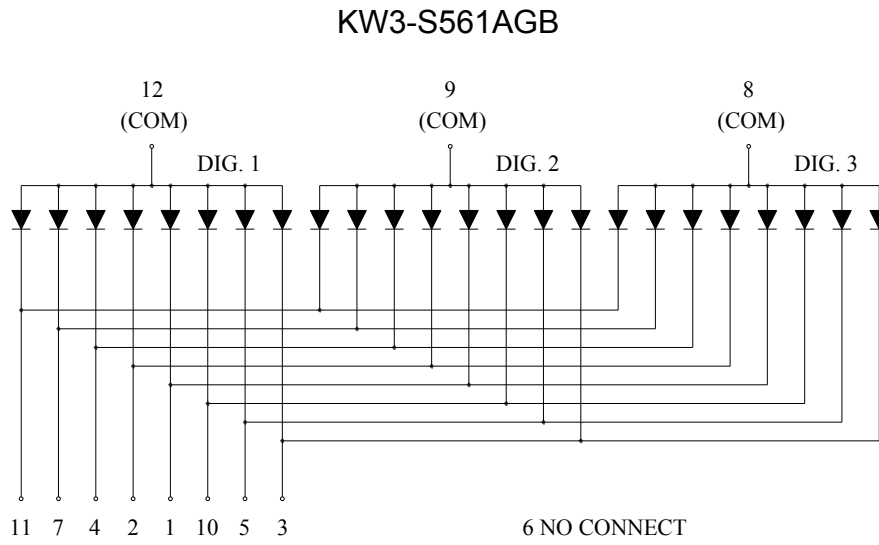 KW3-S561AGB
12 9 8
(COM) (COM) (COM)
DIG. 1 DIG. 2 DIG. 3
11 7 4 2 1 10 5 3 6 NO CONNECT